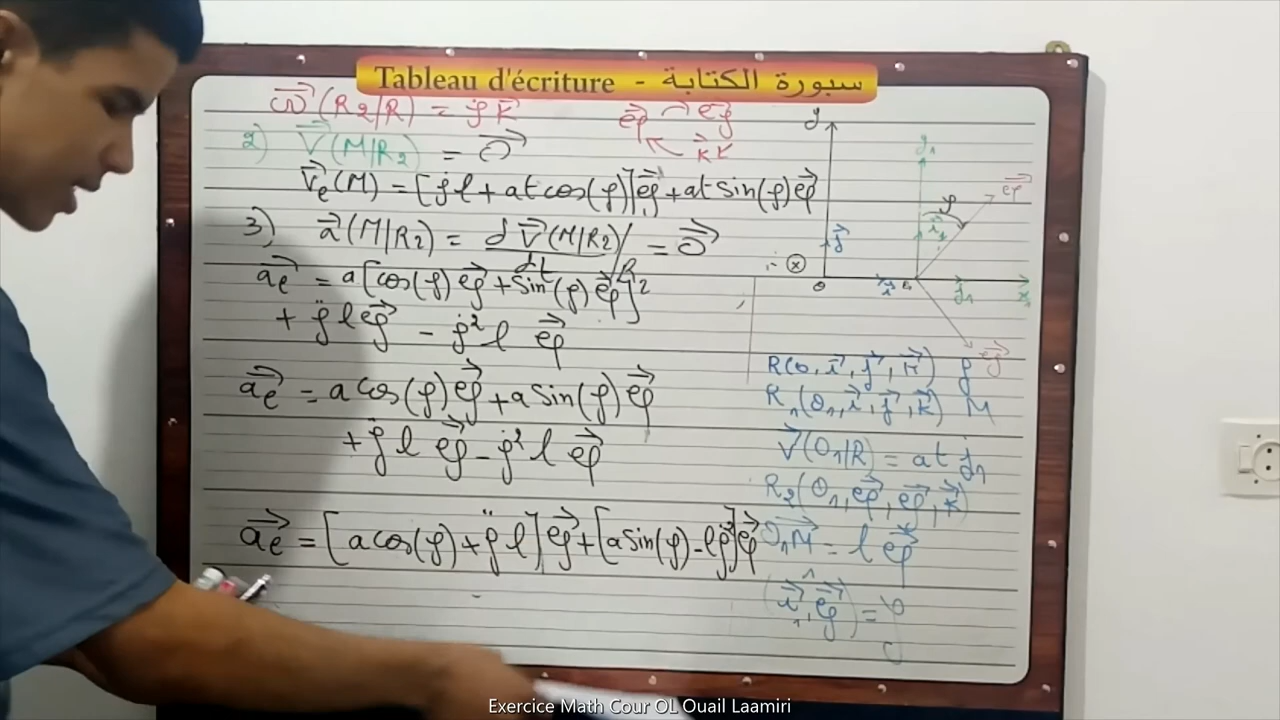 Tableau d'écriture - سبورة الكتابة
ω⃗(R₂/R) = φ̇ k⃗
2) V⃗(M/R₂) = O⃗
V⃗e(M) = [φ̇ l + at cos(φ)] e⃗φ + at sin(φ) e⃗ρ
3) a⃗(M/R₂) = dV⃗(M/R₂)/dt /R₂ = O⃗
a⃗e = a[cos(φ) e⃗φ + sin(φ) e⃗ρ]
+ φ̈ l e⃗φ - φ̇² l e⃗ρ
a⃗e = a cos(φ) e⃗φ + a sin(φ) e⃗ρ
+ φ̈ l e⃗φ - φ̇² l e⃗ρ
a⃗e = [a cos(φ) + φ̈ l] e⃗φ + [a sin(φ) - l φ̇²] e⃗ρ
e⃗ρ e⃗φ
k⃗
y
j₁
e⃗ρ
φ
j⃗
O
R(O, i⃗, j⃗, k⃗)
R₁(O₁, i⃗, j⃗, k⃗) M
V⃗(O₁/R) = at j⃗₁
R₂(O₁, e⃗ρ, e⃗φ, k⃗)
O₁M⃗ = l e⃗ρ
(i⃗₁, e⃗ρ) = φ
Exercice Math Cour OL Ouail Laamiri